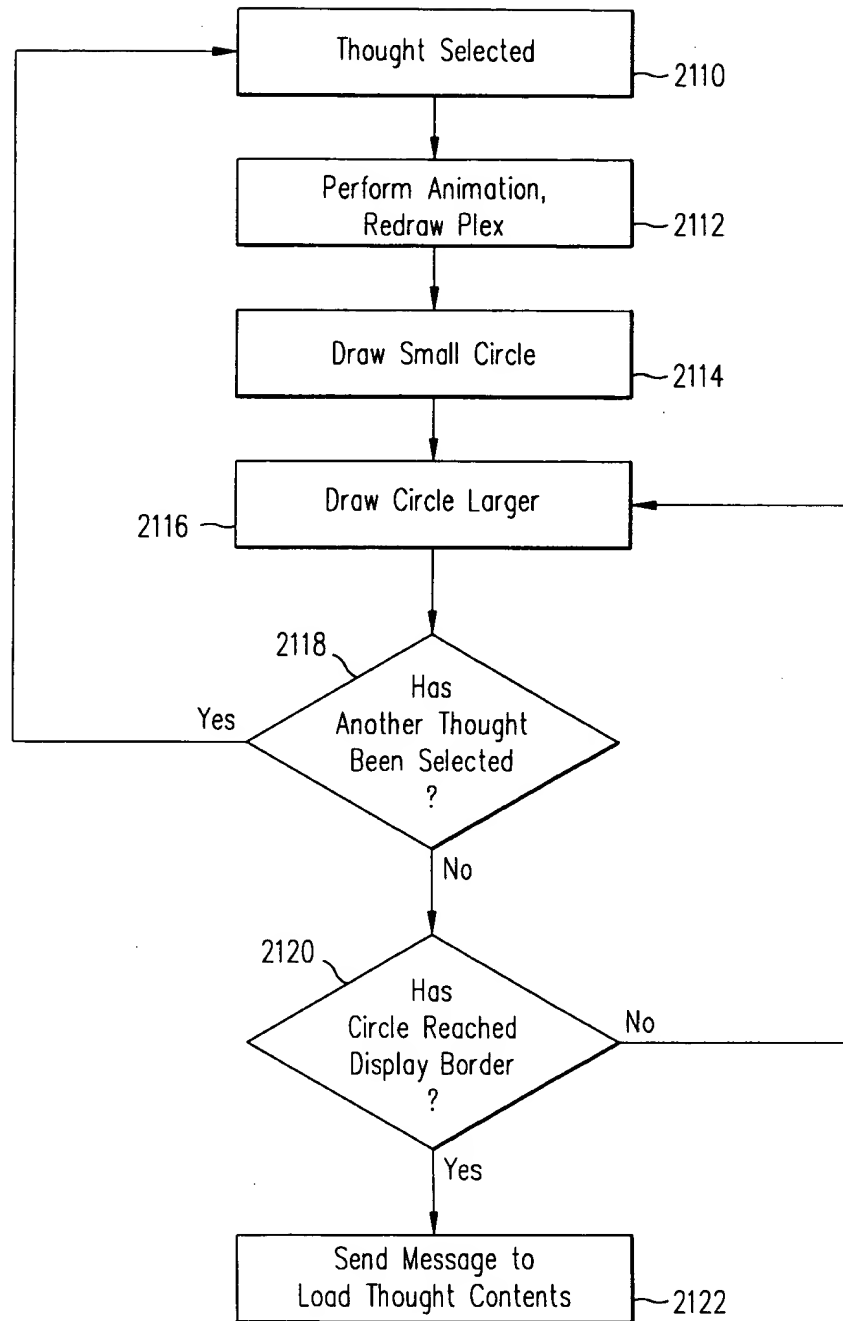 Thought Selected
2110
Perform Animation,
Redraw Plex
2112
Draw Small Circle
2114
Draw Circle Larger
2116
2118
Has
Another Thought
Been Selected
?
Yes
No
2120
Has
Circle Reached
Display Border
?
No
Yes
Send Message to
Load Thought Contents
2122